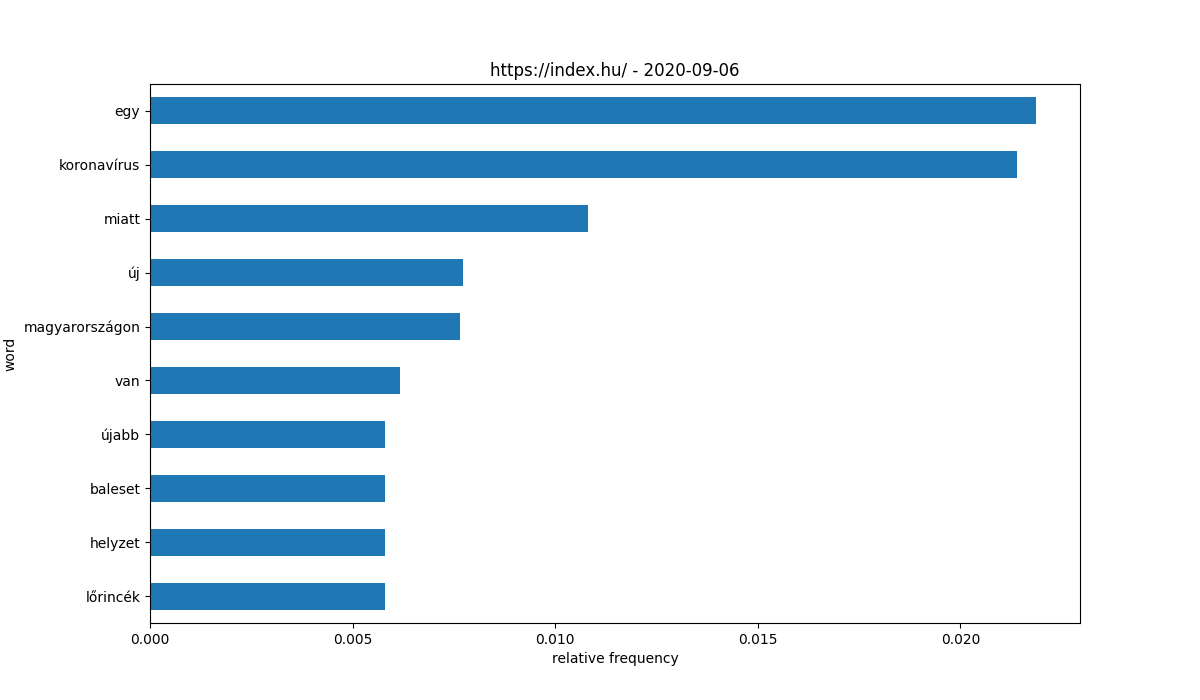 https://index.hu/ - 2020-09-06
egy
koronavírus
miatt
új
magyarországon
van
újabb
baleset
helyzet
lőrincék
word
0.000 0.005 0.010 0.015 0.020
relative frequency